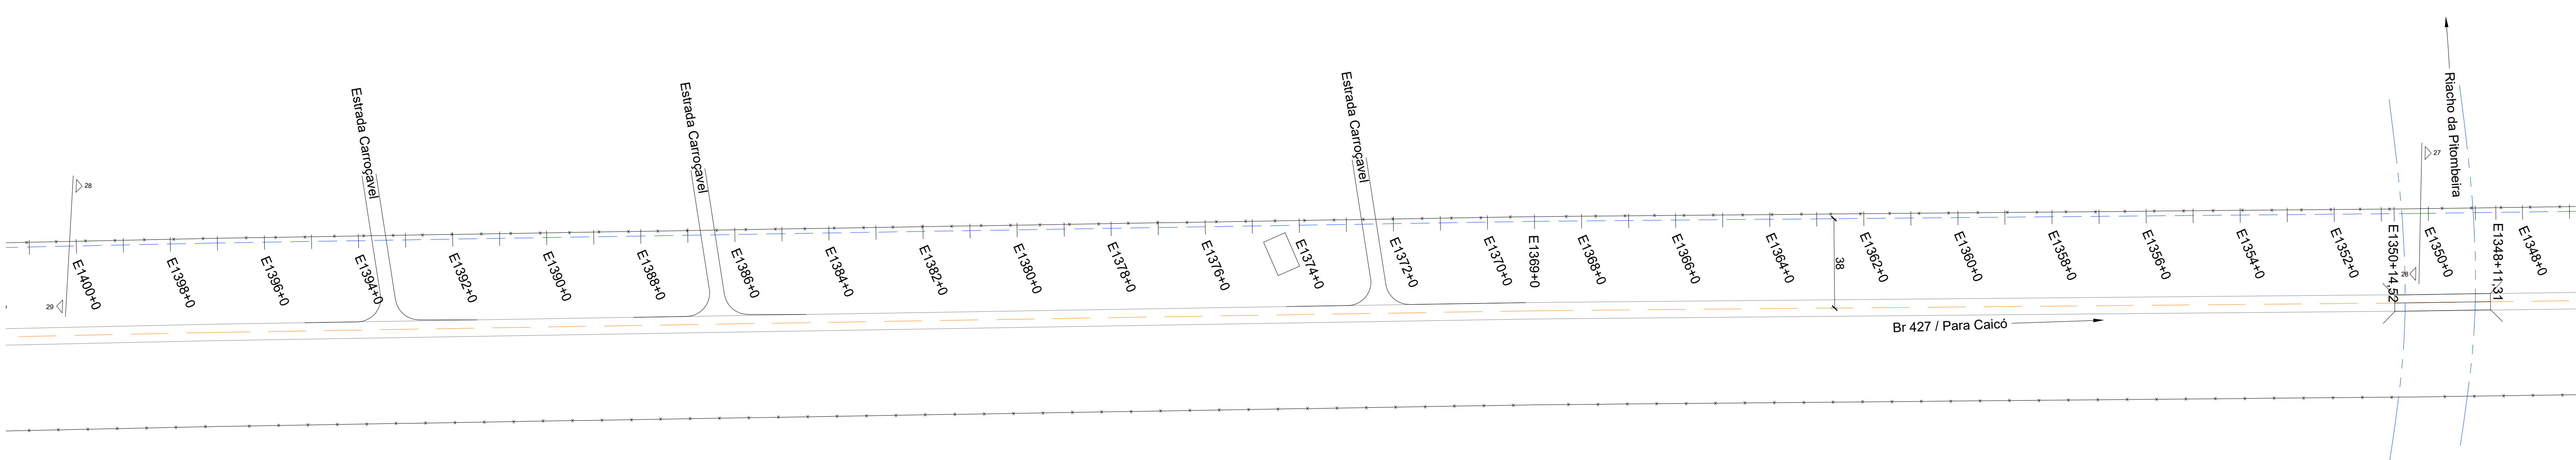 28
29
E1400+0
E1398+0
E1396+0
Estrada Carroçavel
E1394+0
E1392+0
E1390+0
E1388+0
Estrada Carroçavel
E1386+0
E1384+0
E1382+0
E1380+0
E1378+0
E1376+0
E1374+0
Estrada Carroçavel
E1372+0
E1370+0
E1369+0
E1368+0
E1366+0
E1364+0
38
E1362+0
E1360+0
E1358+0
E1356+0
E1354+0
E1352+0
E1350+14,52
27
28
E1350+0
Riacho da Pitombeira
E1348+11,31
E1348+0
Br 427 / Para Caicó